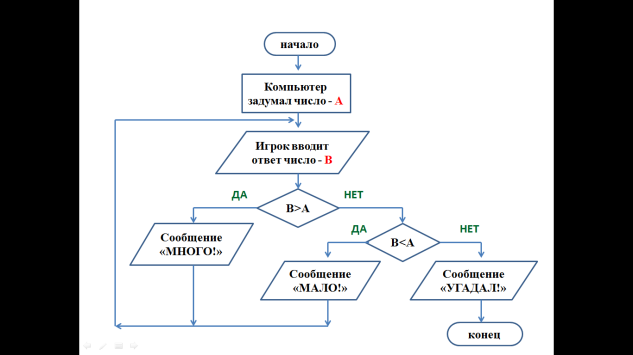 начало
Компьютер
задумал число - А
Игрок вводит
ответ число - В
ДА
НЕТ
В>А
ДА
НЕТ
В<А
Сообщение
«МНОГО!»
Сообщение
«МАЛО!»
Сообщение
«УГАДАЛ!»
конец